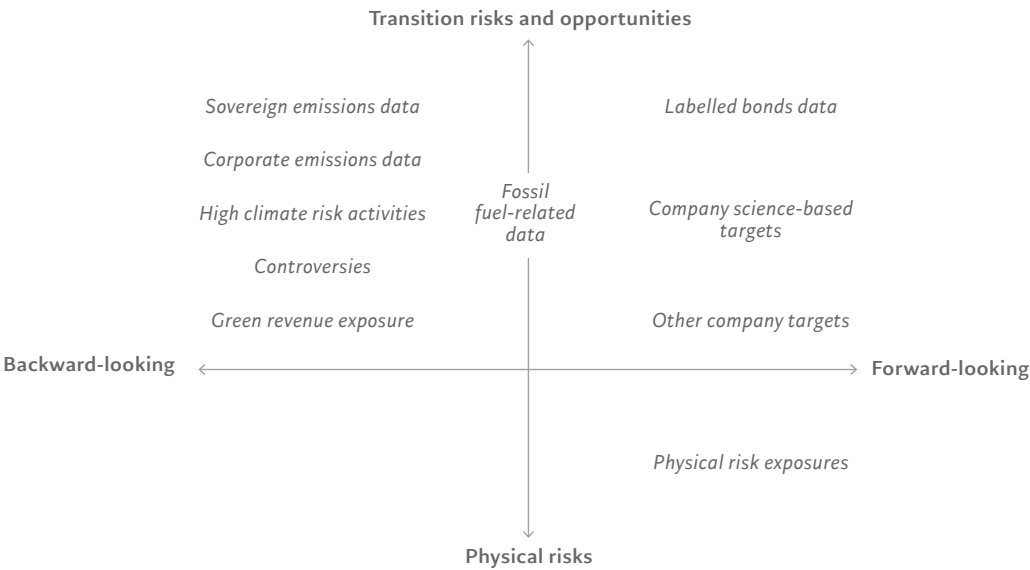 Transition risks and opportunities
Sovereign emissions data
Labelled bonds data
Corporate emissions data
High climate risk activities
Fossil
fuel-related
data
Company science-based
targets
Controversies
Green revenue exposure
Other company targets
Backward-looking
Forward-looking
Physical risk exposures
Physical risks